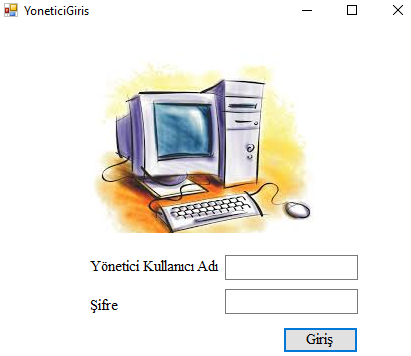 YoneticiGiris
Yönetici Kullanıcı Adı
Şifre
Giriş